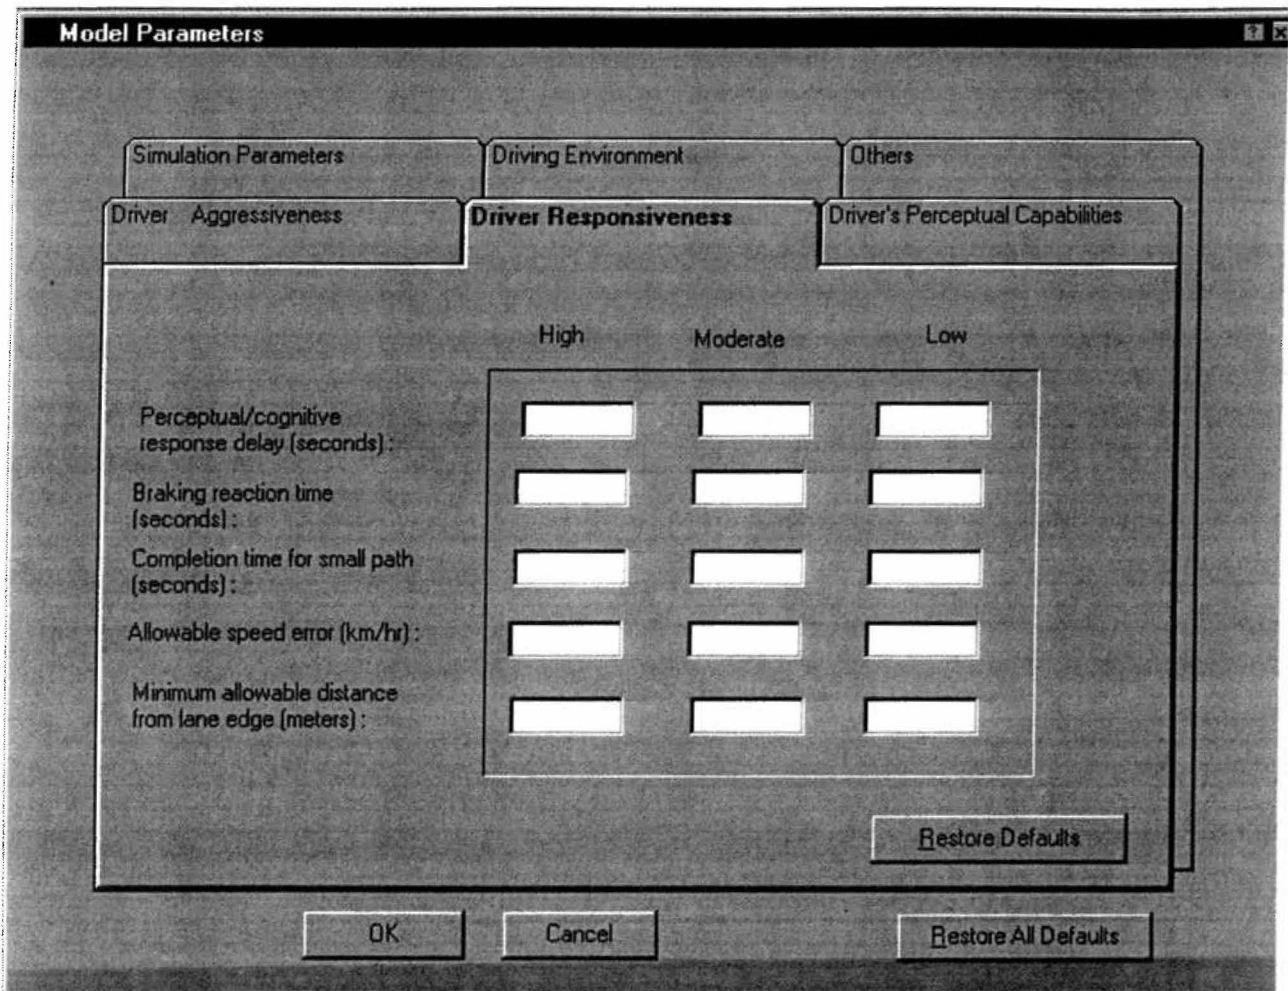 Model Parameters
Simulation Parameters
Driving Environment
Others
Driver Aggressiveness
Driver Responsiveness
Driver's Perceptual Capabilities
High
Moderate
Low
Perceptual/cognitive
response delay (seconds) :
Braking reaction time
(seconds) :
Completion time for small path
(seconds) :
Allowable speed error (km/hr) :
Minimum allowable distance
from lane edge (meters) :
Restore Defaults
OK
Cancel
Restore All Defaults